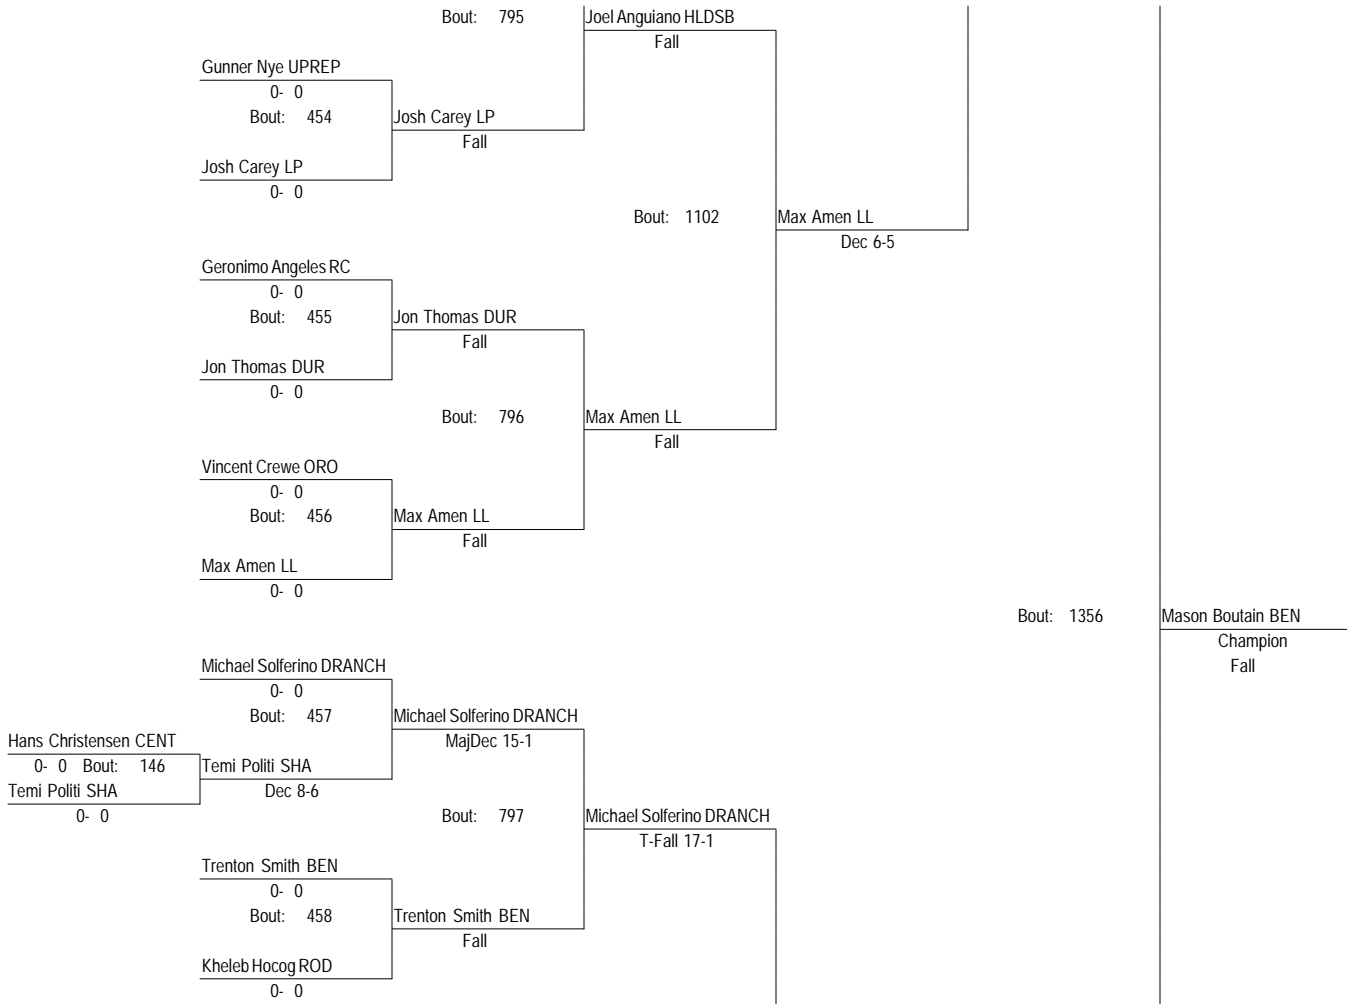 Bout: 795 Joel Anguiano HLDSB
Fall
Gunner Nye UPREP
0- 0
Bout: 454 Josh Carey LP
Fall
Josh Carey LP
0- 0
Bout: 1102 Max Amen LL
Dec 6-5
Geronimo Angeles RC
0- 0
Bout: 455 Jon Thomas DUR
Fall
Jon Thomas DUR
0- 0
Bout: 796 Max Amen LL
Fall
Vincent Crewe ORO
0- 0
Bout: 456 Max Amen LL
Fall
Max Amen LL
0- 0
Bout: 1356 Mason Boutain BEN
Champion
Fall
Michael Solferino DRANCH
0- 0
Bout: 457 Michael Solferino DRANCH
MajDec 15-1
Hans Christensen CENT
0- 0 Bout: 146 Temi Politi SHA
Dec 8-6
Temi Politi SHA
0- 0
Bout: 797 Michael Solferino DRANCH
T-Fall 17-1
Trenton Smith BEN
0- 0
Bout: 458 Trenton Smith BEN
Fall
Kheleb Hocog ROD
0- 0